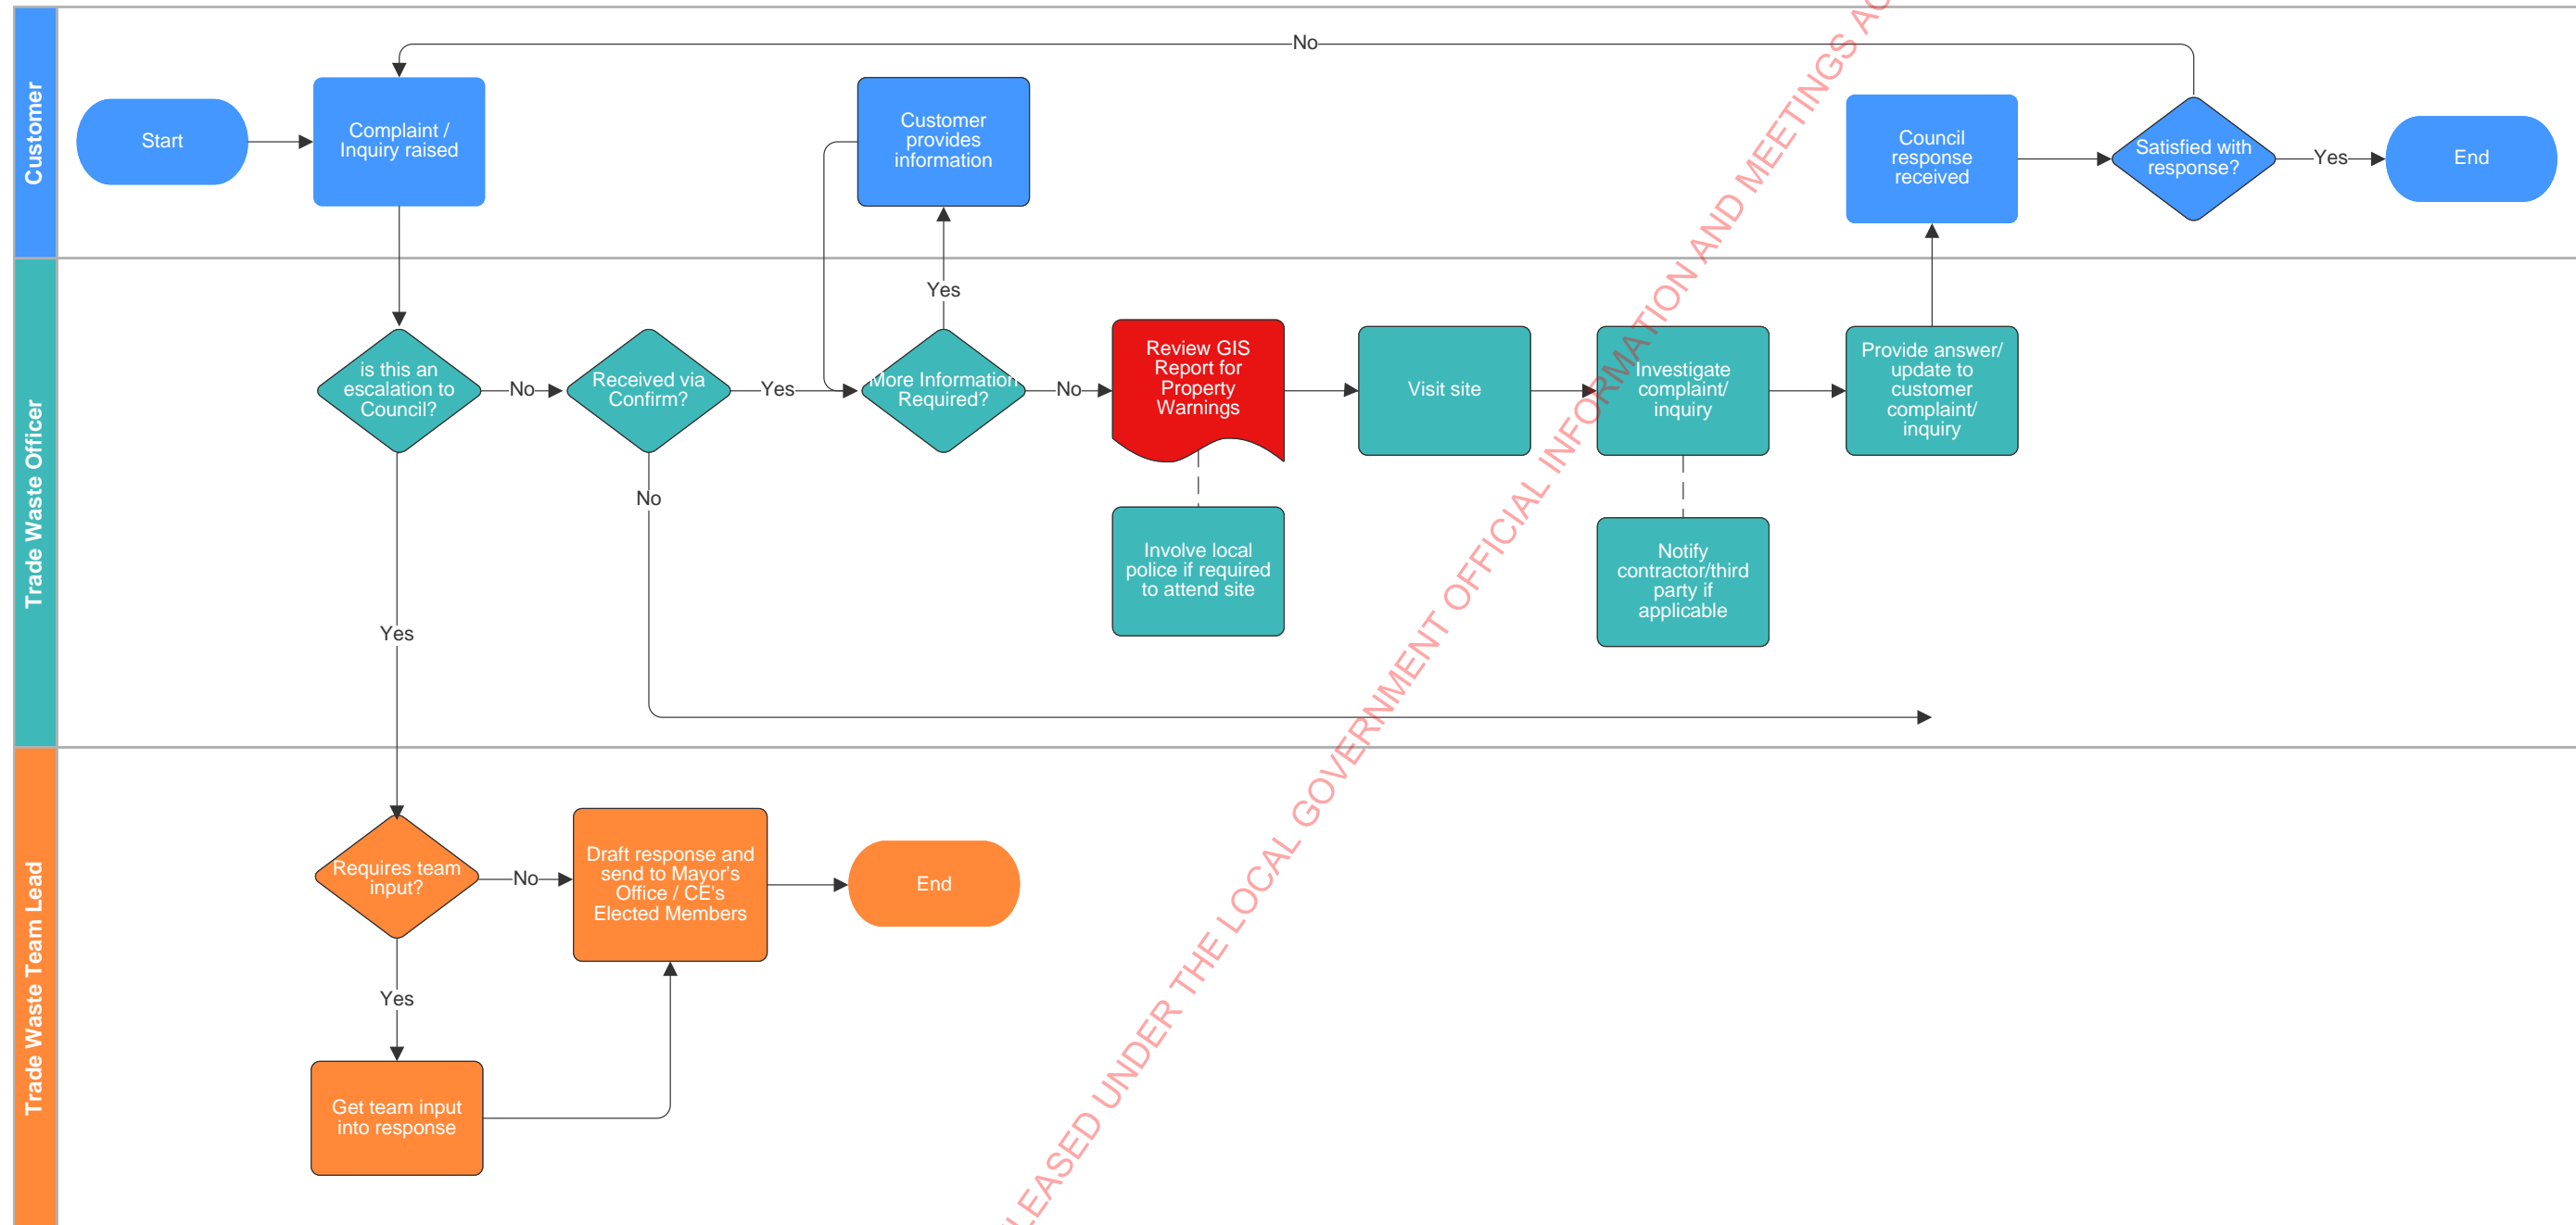 Customer
Start
Complaint /
Inquiry raised
Customer
provides
information
No
Council
response
received
Satisfied with
response?
Yes
End
Trade Waste Officer
is this an
escalation to
Council?
No
Received via
Confirm?
Yes
Yes
More Information
Required?
No
Review GIS
Report for
Property
Warnings
Visit site
Investigate
complaint/
inquiry
Provide answer/
update to
customer
complaint/
inquiry
No
Involve local
police if required
to attend site
Notify
contractor/third
party if
applicable
Yes
Trade Waste Team Lead
Requires team
input?
No
Draft response and
send to Mayor's
Office / CE's
Elected Members
End
Yes
Get team input
into response
UNDER THE LOCAL GOVERNMENT OFFICIAL INFORMATION AND MEETINGS